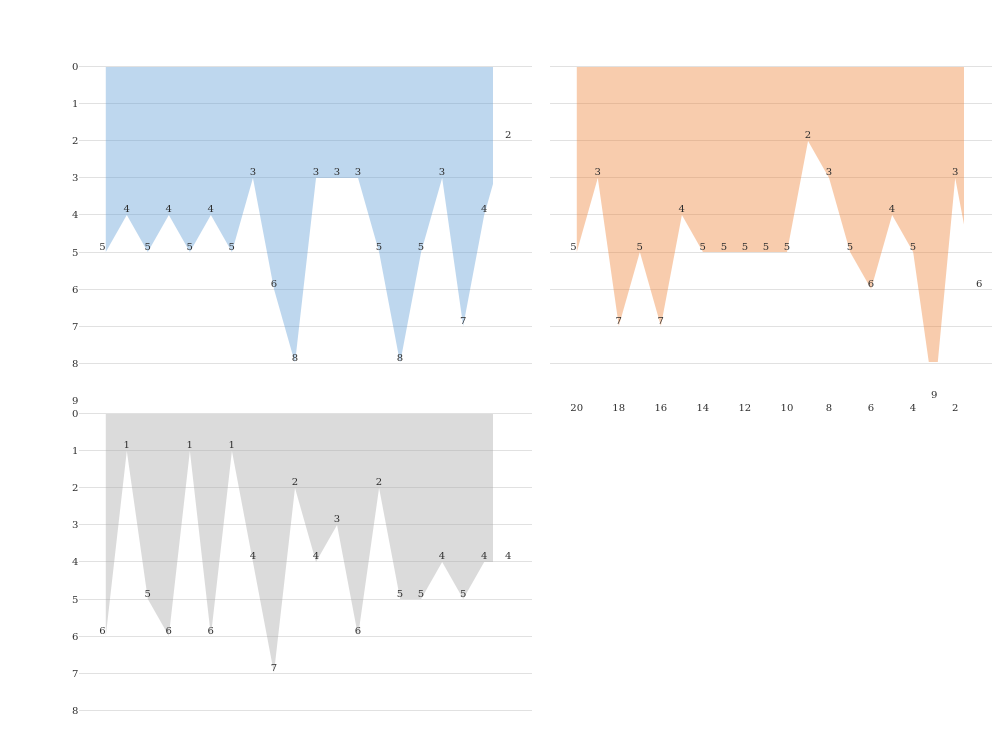 0
1
2
2
2
3 3 3 3 3 3 3 3
4 4 4 4 4 4 4
5 5 5 5 5 5 5 5 5 5 5 5 5 5 5 5 5
6 6 6 6
7 7 7 7
8 8 8
9
9
20 18 16 14 12 10 8 6 4 2
0
1 1 1 1
2 2 2
3 3
4 4 4 4 4 4
5 5 5 5 5
6 6 6 6 6
7 7
8